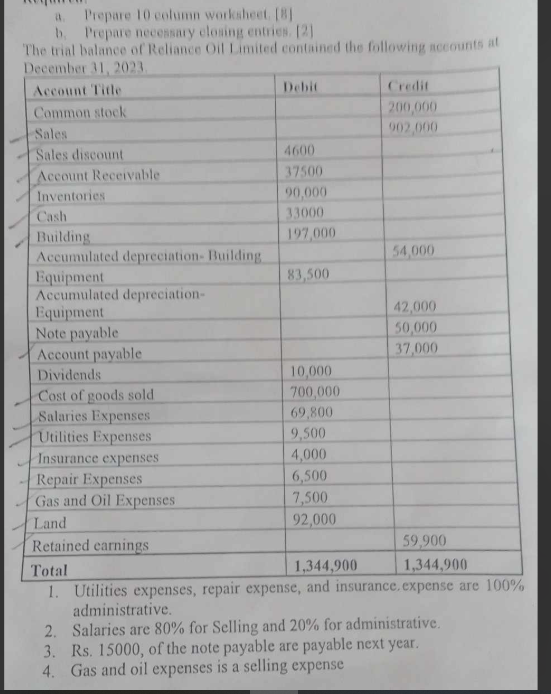 a. Prepare 10 column worksheet. [8]
b. Prepare necessary closing entries. [2]
The trial balance of Reliance Oil Limited contained the following accounts at
December 31, 2023.
Account Title Debit Credit
Common stock 200,000
Sales 902,000
Sales discount 4600
Account Receivable 37500
Inventories 90,000
Cash 33000
Building 197,000
Accumulated depreciation- Building 54,000
Equipment 83,500
Accumulated depreciation-
Equipment 42,000
Note payable 50,000
Account payable 37,000
Dividends 10,000
Cost of goods sold 700,000
Salaries Expenses 69,800
Utilities Expenses 9,500
Insurance expenses 4,000
Repair Expenses 6,500
Gas and Oil Expenses 7,500
Land 92,000
Retained earnings 59,900
Total 1,344,900 1,344,900
1. Utilities expenses, repair expense, and insurance.expense are 100%
administrative.
2. Salaries are 80% for Selling and 20% for administrative.
3. Rs. 15000, of the note payable are payable next year.
4. Gas and oil expenses is a selling expense